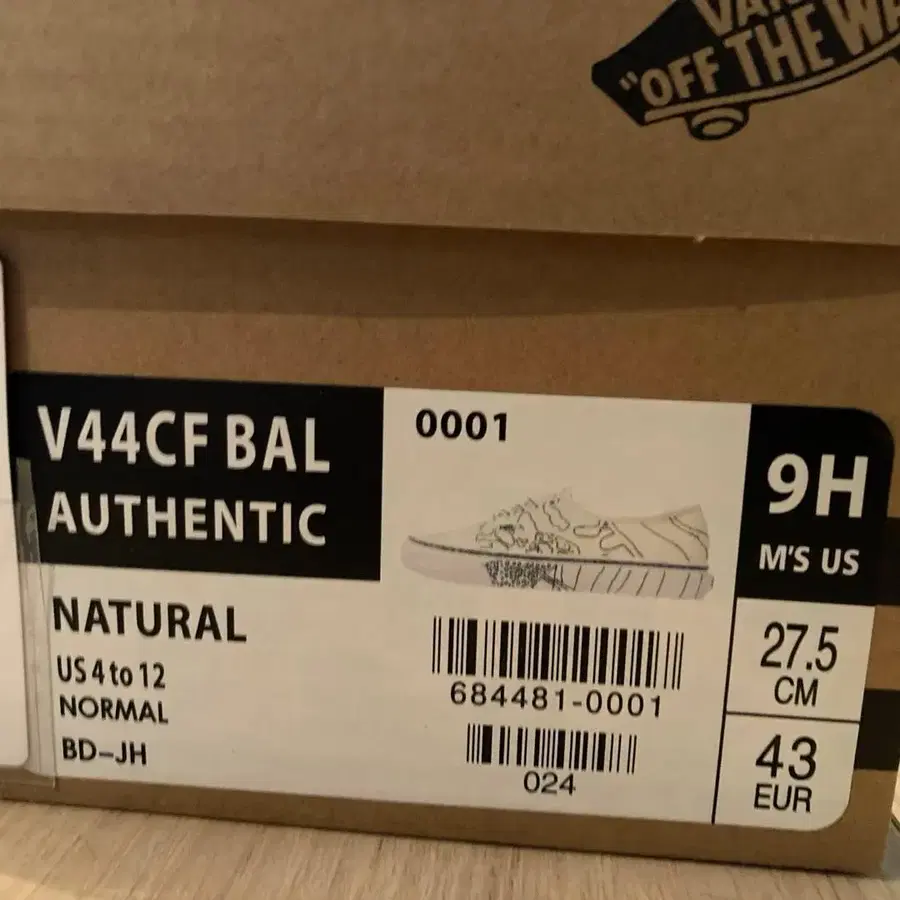 "OFF THE
V44CF BAL
AUTHENTIC
0001
9H
M'S US
NATURAL
US 4 to 12
NORMAL
BD-JH
684481-0001
024
27.5
CM
43
EUR